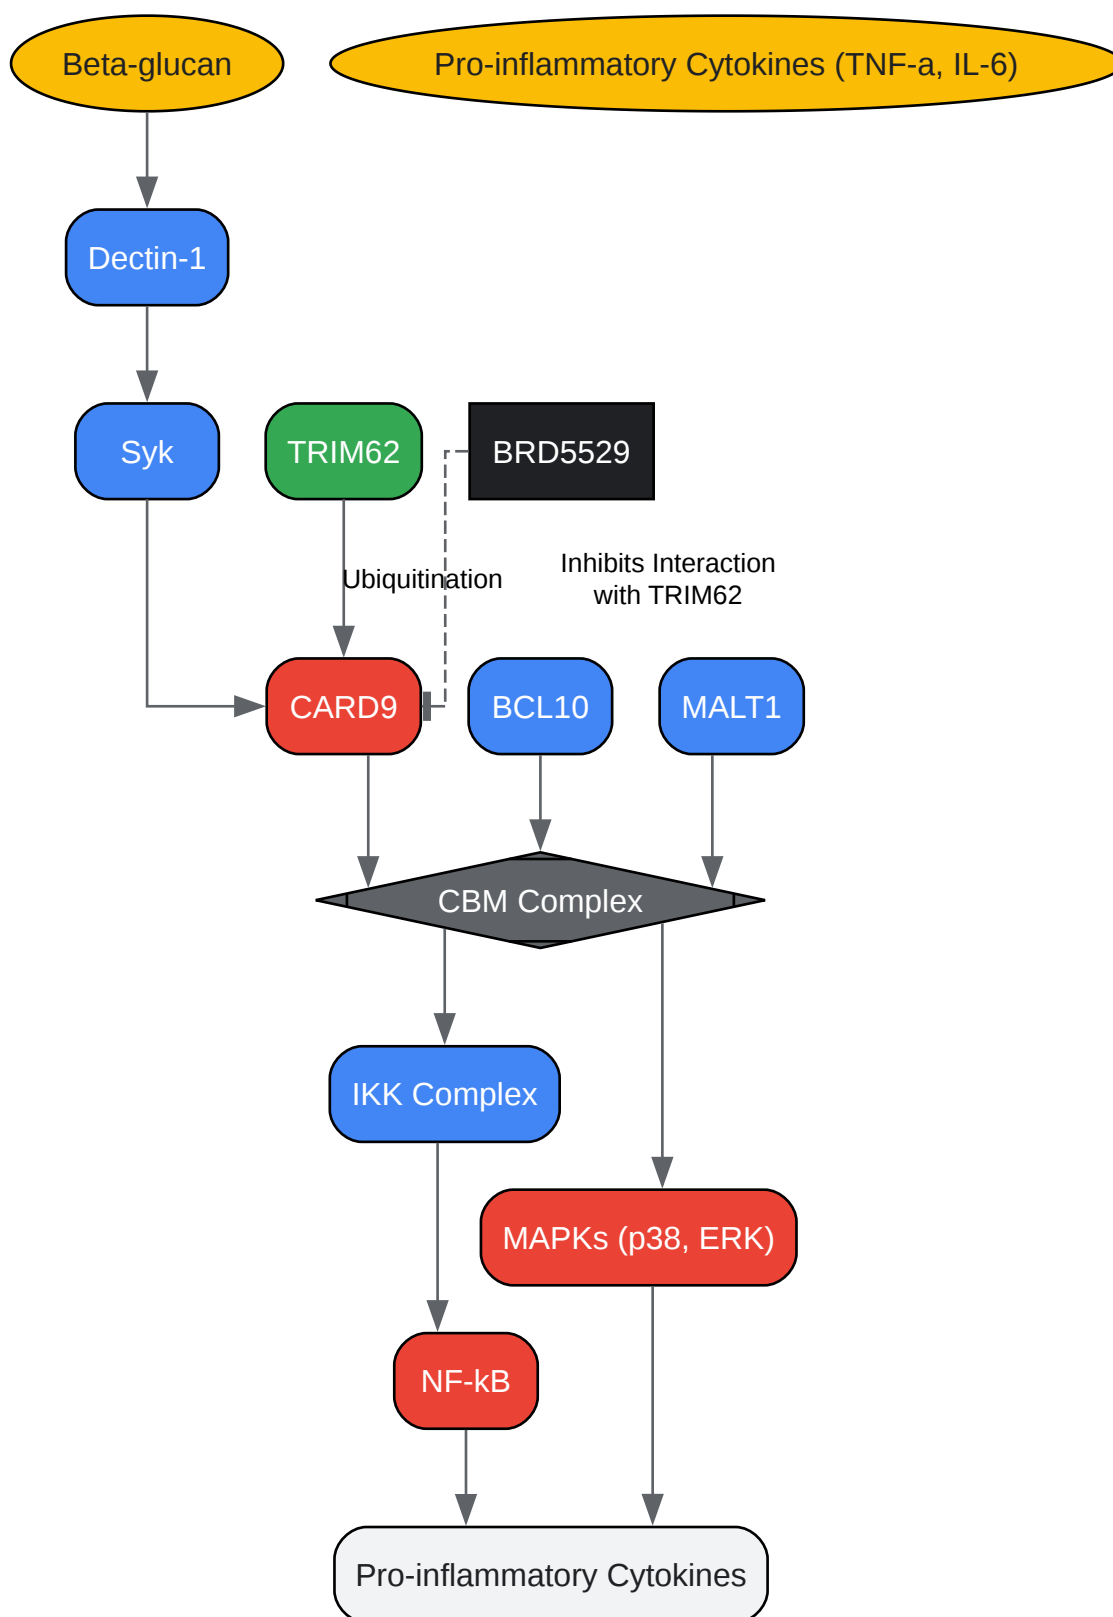 Beta-glucan
Pro-inflammatory Cytokines (TNF-a, IL-6)
Dectin-1
Syk
TRIM62
BRD5529
Ubiquitination
Inhibits Interaction
with TRIM62
CARD9
BCL10
MALT1
CBM Complex
IKK Complex
MAPKs (p38, ERK)
NF-kB
Pro-inflammatory Cytokines